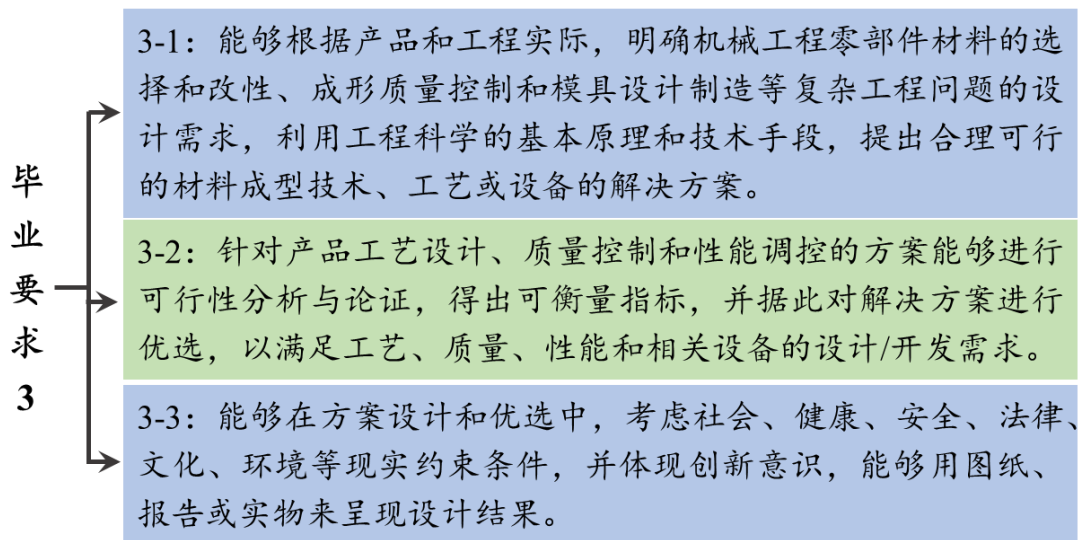 毕业要求3
3-1：能够根据产品和工程实际，明确机械工程零部件材料的选
择和改性、成形质量控制和模具设计制造等复杂工程问题的设
计需求，利用工程科学的基本原理和技术手段，提出合理可行
的材料成型技术、工艺或设备的解决方案。
3-2：针对产品工艺设计、质量控制和性能调控的方案能够进行
可行性分析与论证，得出可衡量指标，并据此对解决方案进行
优选，以满足工艺、质量、性能和相关设备的设计/开发需求。
3-3：能够在方案设计和优选中，考虑社会、健康、安全、法律、
文化、环境等现实约束条件，并体现创新意识，能够用图纸、
报告或实物来呈现设计结果。